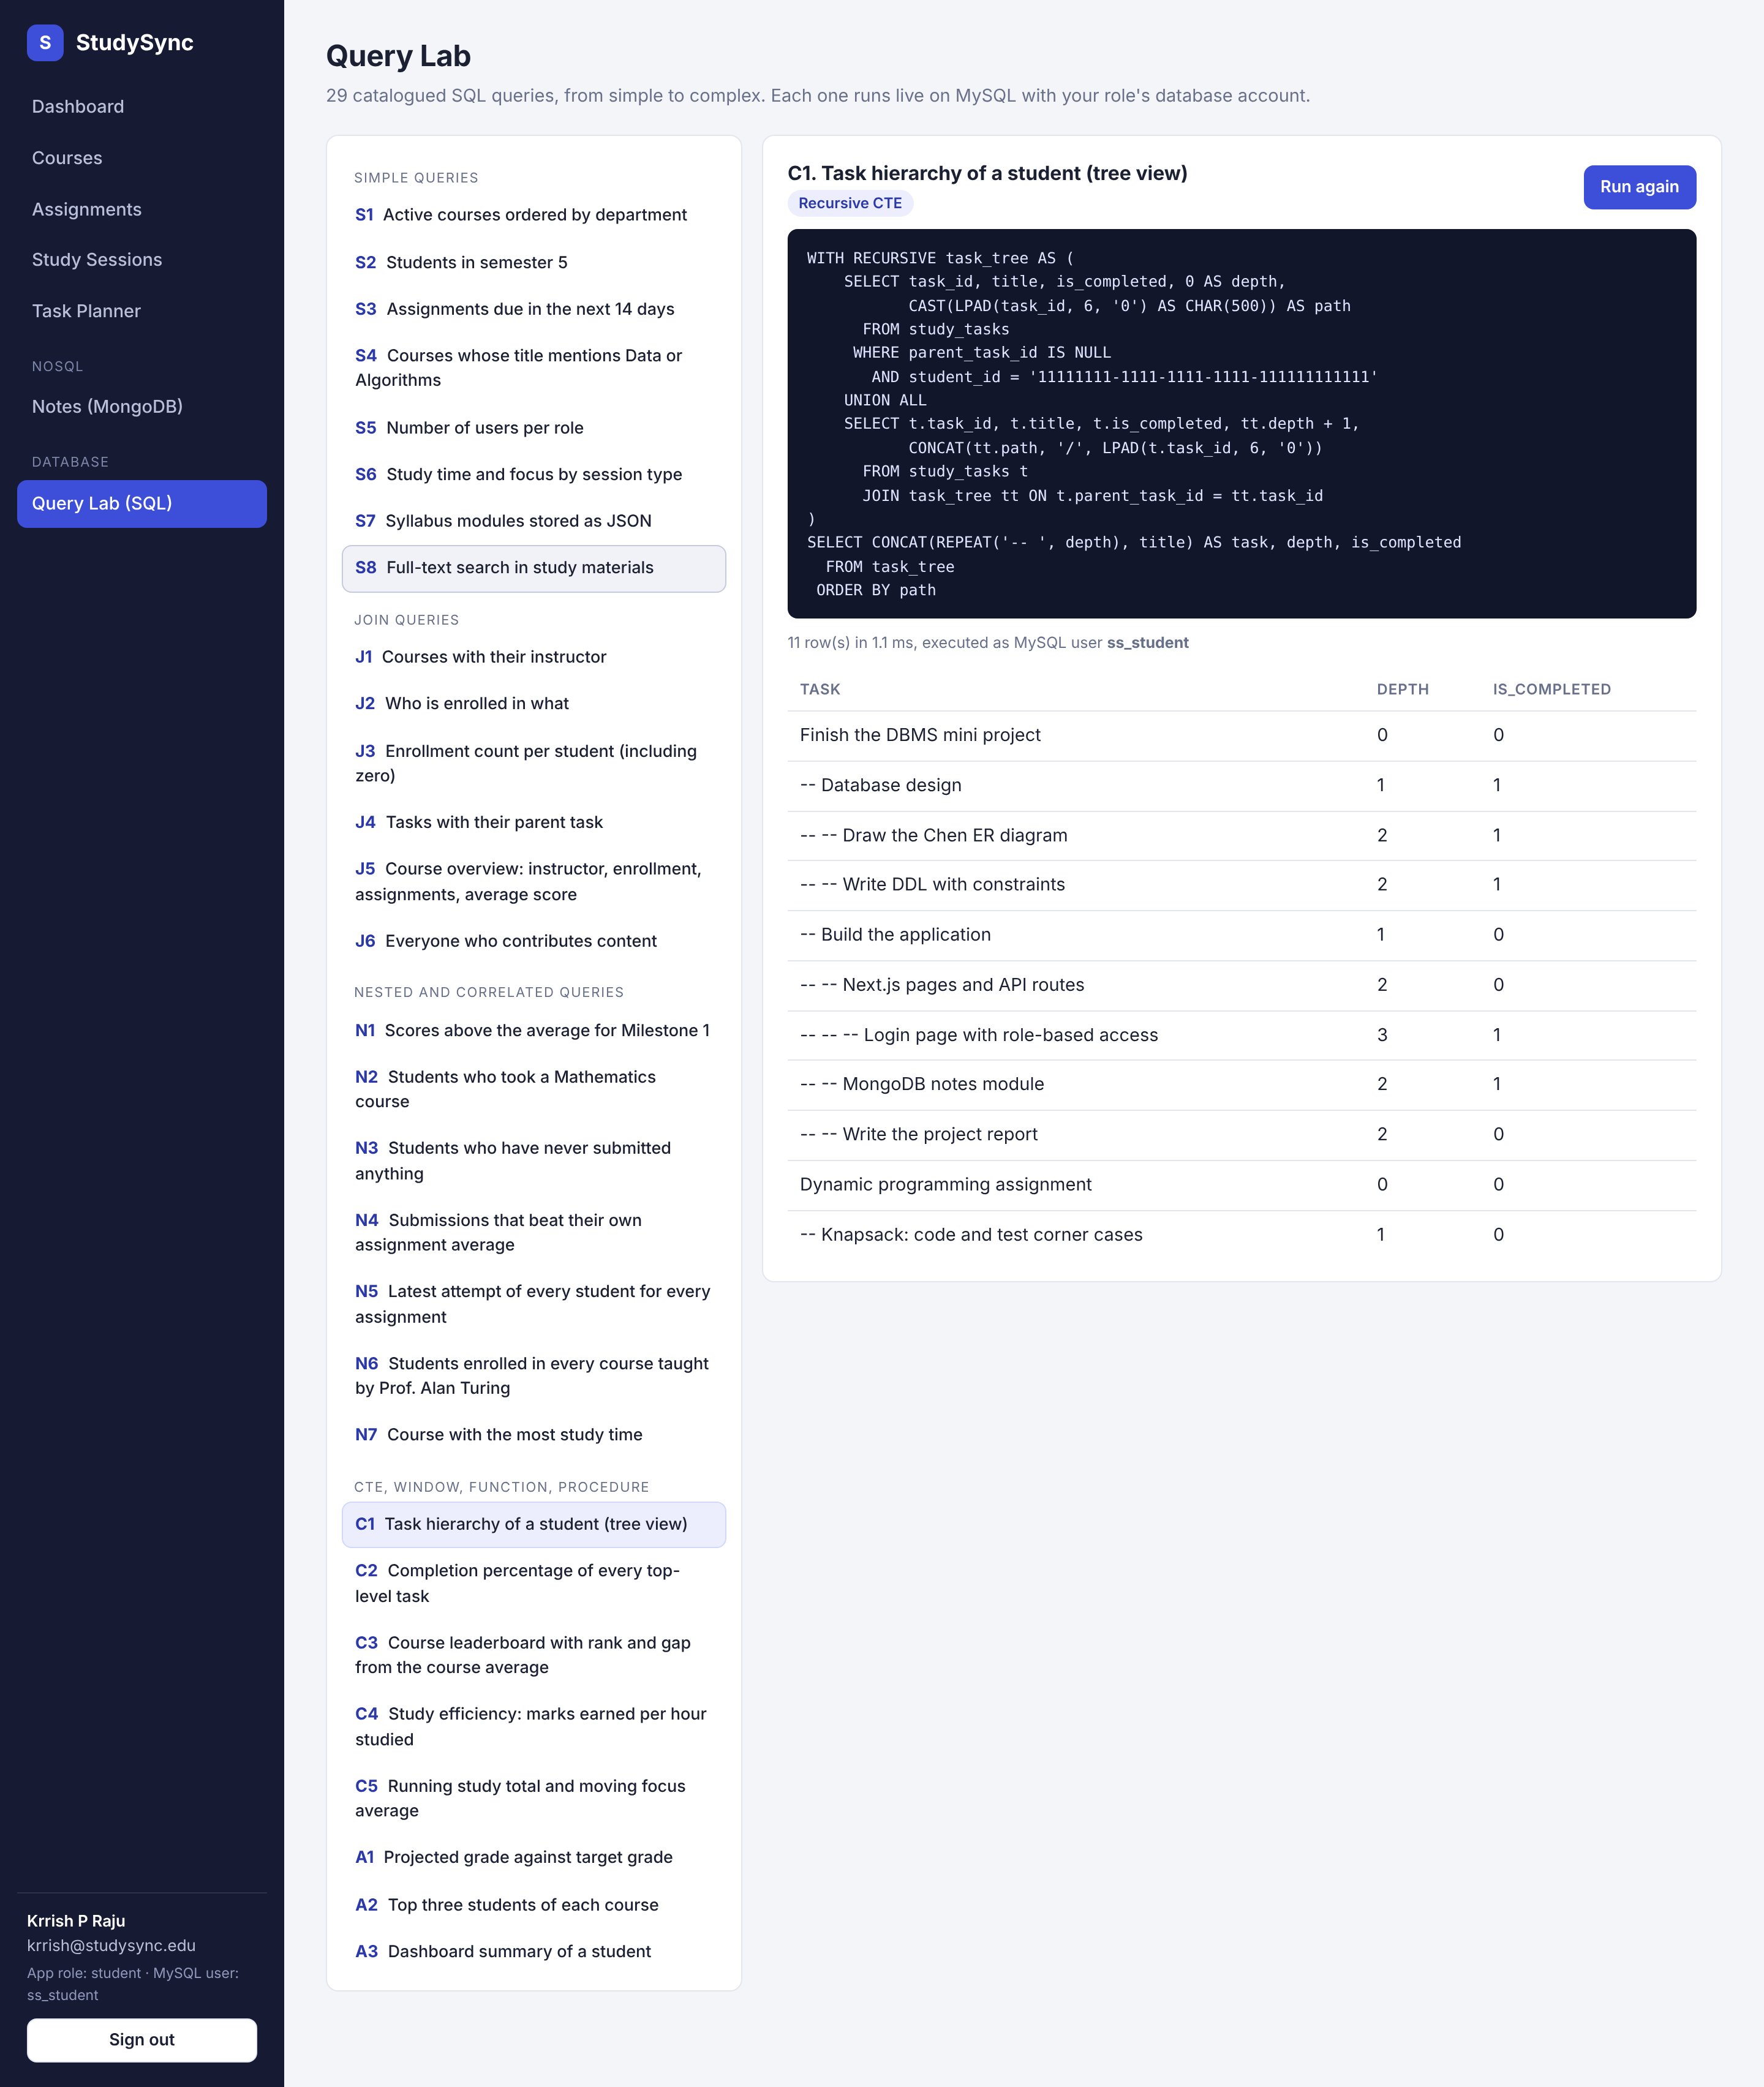 S StudySync
Dashboard
Courses
Assignments
Study Sessions
Task Planner
NOSQL
Notes (MongoDB)
DATABASE
Query Lab (SQL)
Krrish P Raju
krrish@studysync.edu
App role: student · MySQL user:
ss_student
Sign out
Query Lab
29 catalogued SQL queries, from simple to complex. Each one runs live on MySQL with your role's database account.
SIMPLE QUERIES
S1 Active courses ordered by department
S2 Students in semester 5
S3 Assignments due in the next 14 days
S4 Courses whose title mentions Data or
Algorithms
S5 Number of users per role
S6 Study time and focus by session type
S7 Syllabus modules stored as JSON
S8 Full-text search in study materials
JOIN QUERIES
J1 Courses with their instructor
J2 Who is enrolled in what
J3 Enrollment count per student (including
zero)
J4 Tasks with their parent task
J5 Course overview: instructor, enrollment,
assignments, average score
J6 Everyone who contributes content
NESTED AND CORRELATED QUERIES
N1 Scores above the average for Milestone 1
N2 Students who took a Mathematics
course
N3 Students who have never submitted
anything
N4 Submissions that beat their own
assignment average
N5 Latest attempt of every student for every
assignment
N6 Students enrolled in every course taught
by Prof. Alan Turing
N7 Course with the most study time
CTE, WINDOW, FUNCTION, PROCEDURE
C1 Task hierarchy of a student (tree view)
C2 Completion percentage of every top-
level task
C3 Course leaderboard with rank and gap
from the course average
C4 Study efficiency: marks earned per hour
studied
C5 Running study total and moving focus
average
A1 Projected grade against target grade
A2 Top three students of each course
A3 Dashboard summary of a student
C1. Task hierarchy of a student (tree view)
Recursive CTE
Run again
WITH RECURSIVE task_tree AS (
    SELECT task_id, title, is_completed, 0 AS depth,
           CAST(LPAD(task_id, 6, '0') AS CHAR(500)) AS path
      FROM study_tasks
     WHERE parent_task_id IS NULL
       AND student_id = '11111111-1111-1111-1111-111111111111'
    UNION ALL
    SELECT t.task_id, t.title, t.is_completed, tt.depth + 1,
           CONCAT(tt.path, '/', LPAD(t.task_id, 6, '0'))
      FROM study_tasks t
      JOIN task_tree tt ON t.parent_task_id = tt.task_id
)
SELECT CONCAT(REPEAT('-- ', depth), title) AS task, depth, is_completed
  FROM task_tree
 ORDER BY path
11 row(s) in 1.1 ms, executed as MySQL user ss_student
TASK DEPTH IS_COMPLETED
Finish the DBMS mini project 0 0
-- Database design 1 1
-- -- Draw the Chen ER diagram 2 1
-- -- Write DDL with constraints 2 1
-- Build the application 1 0
-- -- Next.js pages and API routes 2 0
-- -- -- Login page with role-based access 3 1
-- -- MongoDB notes module 2 1
-- -- Write the project report 2 0
Dynamic programming assignment 0 0
-- Knapsack: code and test corner cases 1 0